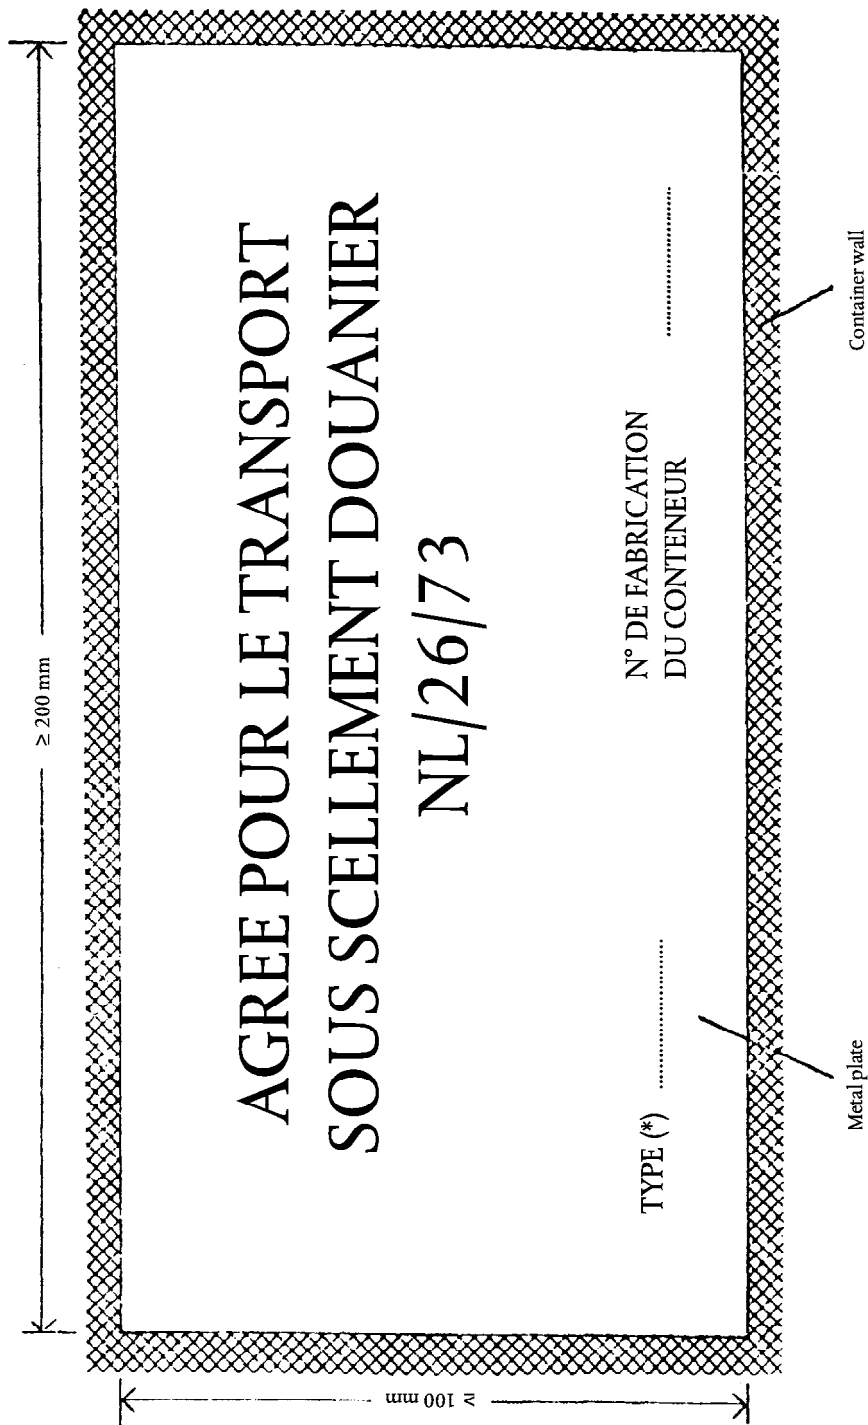 ≥ 200 mm
≥ 100 mm
AGREE POUR LE TRANSPORT
SOUS SCELLEMENT DOUANIER
NL/26/73
TYPE (*) ....................
N° DE FABRICATION
DU CONTENEUR ....................
Metal plate
Container wall